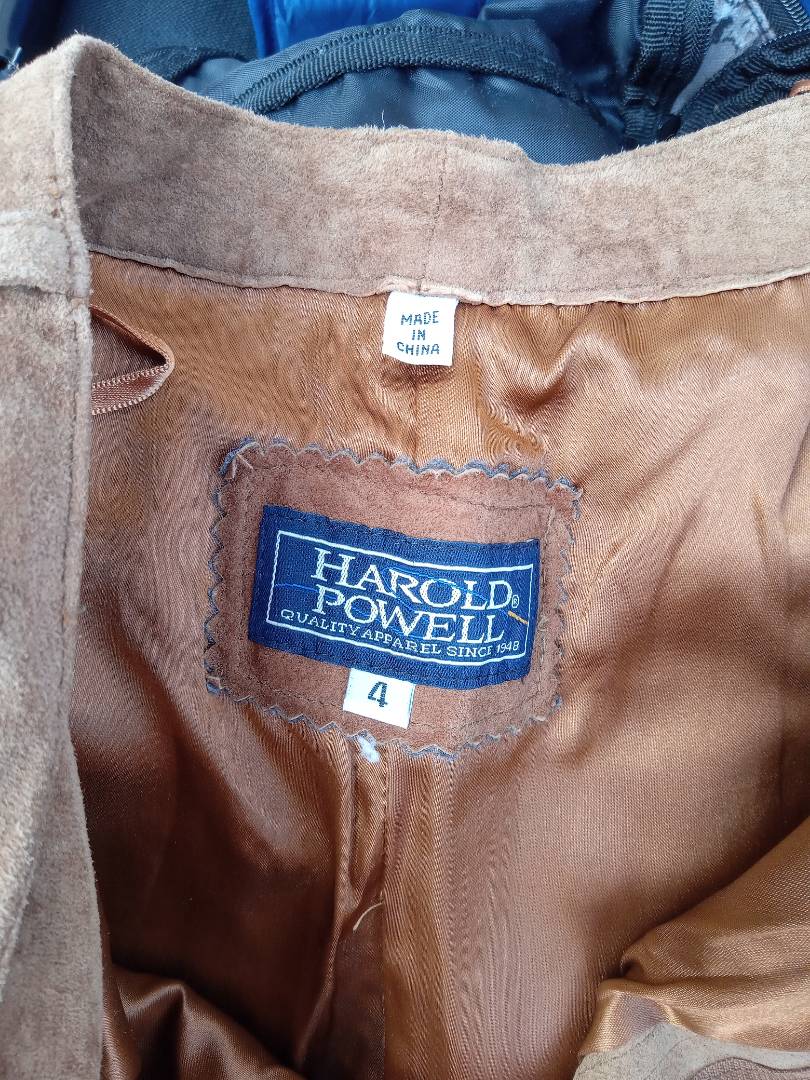 MADE
IN
CHINA
HAROLD
POWELL®
QUALITY APPAREL SINCE 1948
4